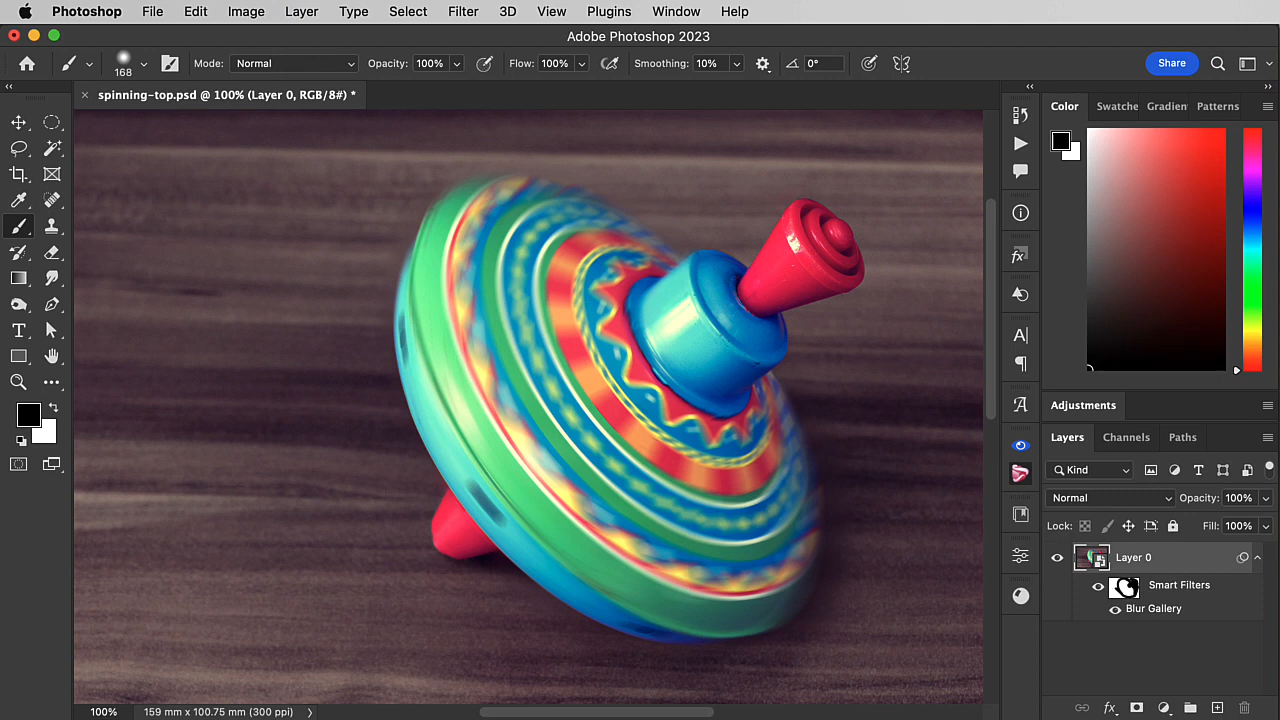 Photoshop File Edit Image Layer Type Select Filter 3D View Plugins Window Help
Adobe Photoshop 2023
168 Mode: Normal Opacity: 100% Flow: 100% Smoothing: 10% 0° Share
spinning-top.psd @ 100% (Layer 0, RGB/8#) *
Color Swatche Gradien Patterns
Adjustments
Layers Channels Paths
Kind
Normal Opacity: 100%
Lock: Fill: 100%
Layer 0
Smart Filters
Blur Gallery
100% 159 mm x 100.75 mm (300 ppi)